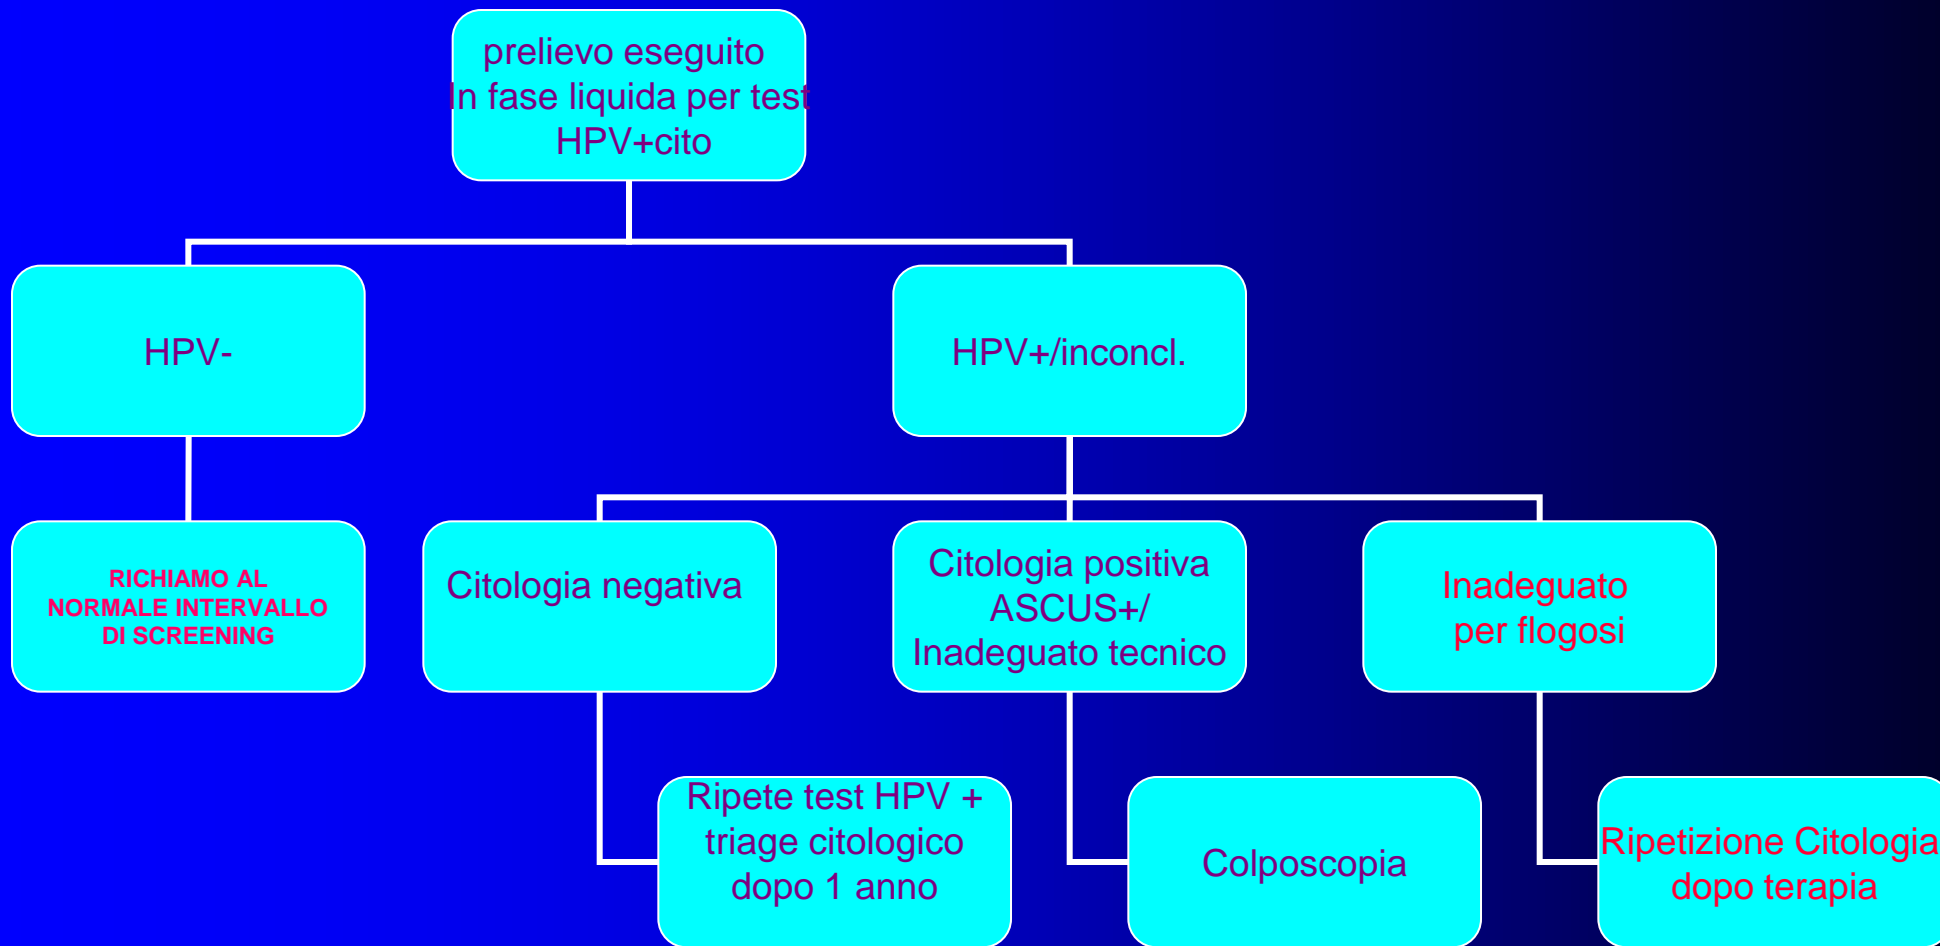 prelievo eseguito
In fase liquida per test
HPV+cito
HPV-
HPV+/inconcl.
RICHIAMO AL
NORMALE INTERVALLO
DI SCREENING
Citologia negativa
Citologia positiva
ASCUS+/
Inadeguato tecnico
Inadeguato
per flogosi
Ripete test HPV +
triage citologico
dopo 1 anno
Colposcopia
Ripetizione Citologia
dopo terapia